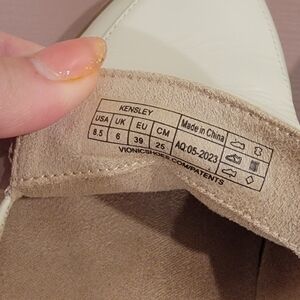 KENSLEY
USA UK EU CM
8.5 6 39 25
Made in China
AQ:05-2023
VIONICSHOES.COM/PATENTS